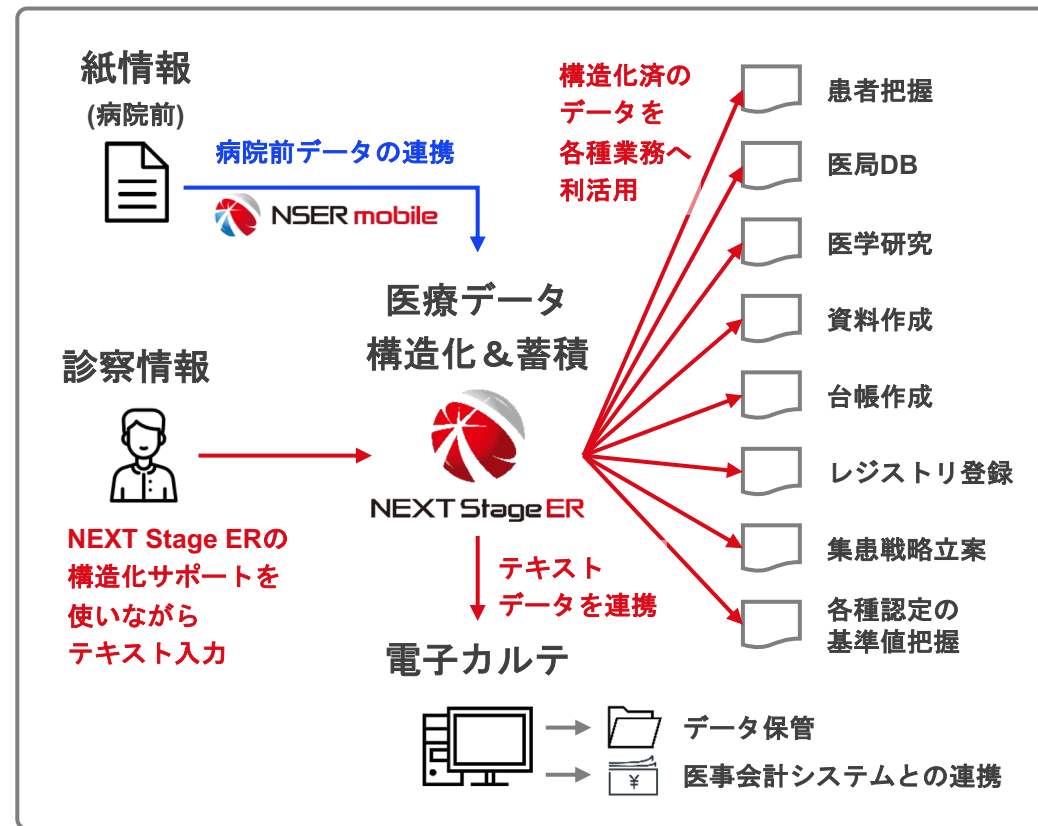 紙情報
(病院前)
病院前データの連携
NSER mobile
診察情報
NEXT Stage ERの
構造化サポートを
使いながら
テキスト入力
医療データ
構造化＆蓄積
NEXT Stage ER
テキスト
データを連携
電子カルテ
データ保管
¥
医事会計システムとの連携
構造化済の
データを
各種業務へ
利活用
患者把握
医局DB
医学研究
資料作成
台帳作成
レジストリ登録
集患戦略立案
各種認定の
基準値把握